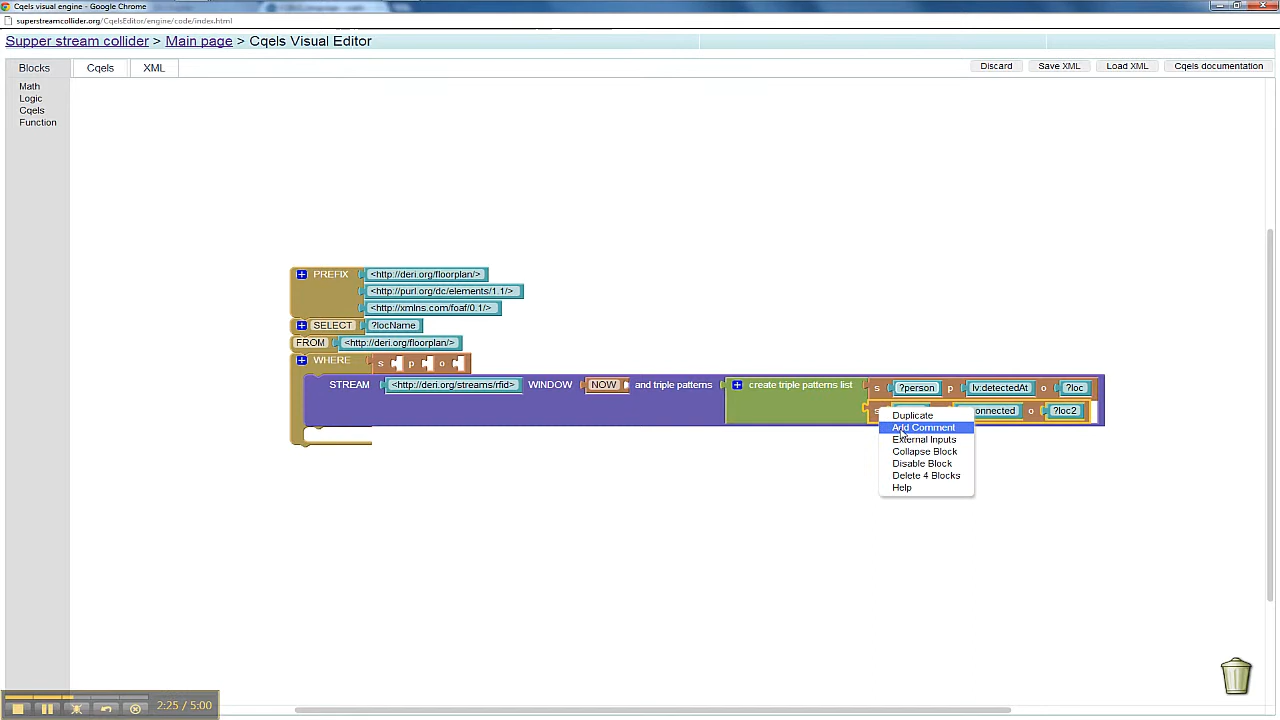 Cqels visual engine - Google Chrome
superstreamcollider.org/CqelsEditor/engine/code/index.html
Supper stream collider > Main page > Cqels Visual Editor
Blocks Cqels XML Discard Save XML Load XML Cqels documentation
Math
Logic
Cqels
Function
PREFIX <http://deri.org/floorplan/>
<http://purl.org/dc/elements/1.1/>
<http://xmlns.com/foaf/0.1/>
SELECT ?locName
FROM <http://deri.org/floorplan/>
WHERE s p o
STREAM <http://deri.org/streams/rfid> WINDOW NOW and triple patterns create triple patterns list s ?person p lv:detectedAt o ?loc
onnected o ?loc2
Duplicate
Add Comment
External Inputs
Collapse Block
Disable Block
Delete 4 Blocks
Help
2:25 / 5:00